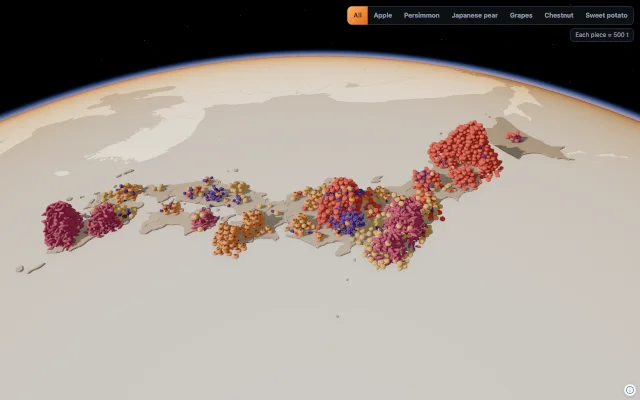 All Apple Persimmon Japanese pear Grapes Chestnut Sweet potato
Each piece = 500 t